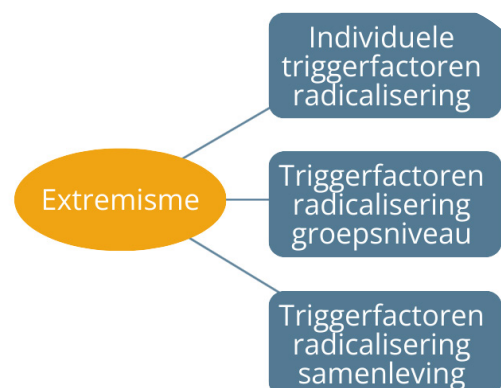 Individuele
triggerfactoren
radicalisering
Extremisme
Triggerfactoren
radicalisering
groepsniveau
Triggerfactoren
radicalisering
samenleving